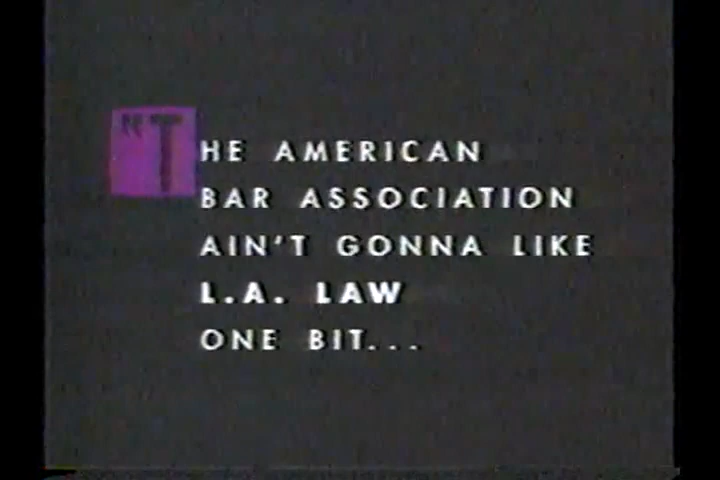 "THE AMERICAN
BAR ASSOCIATION
AIN'T GONNA LIKE
L.A. LAW
ONE BIT...